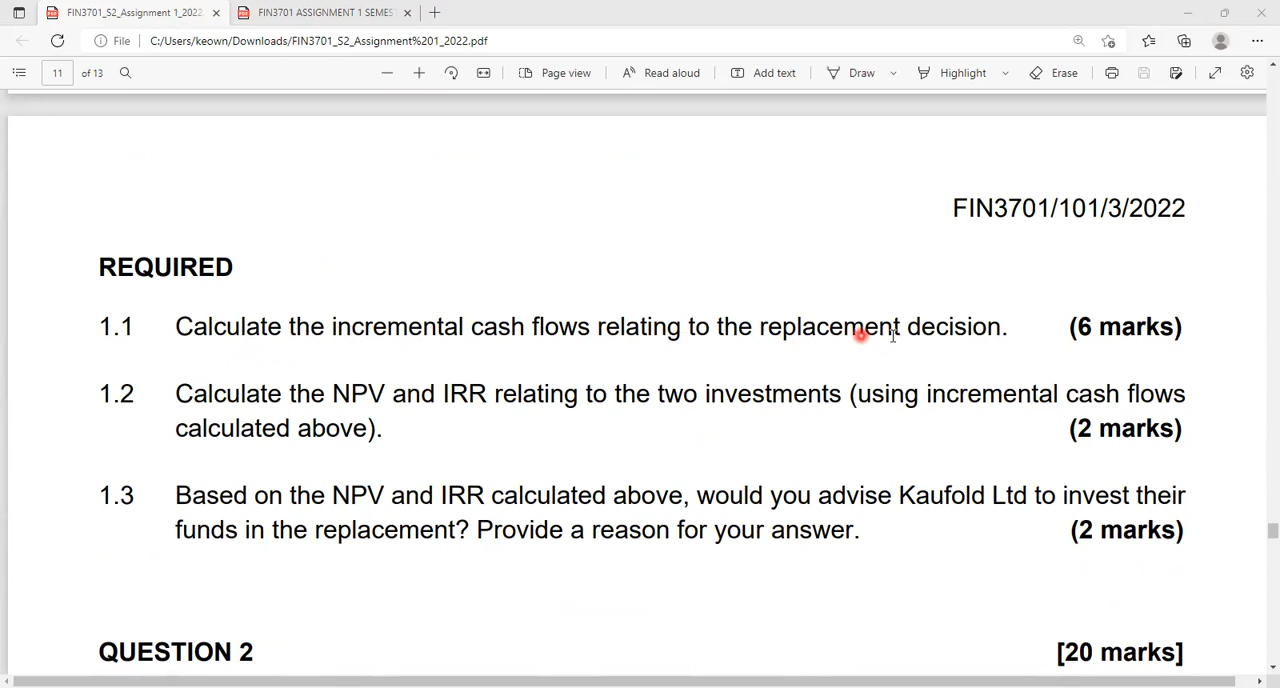 FIN3701_S2_Assignment 1_2022.
FIN3701 ASSIGNMENT 1 SEMES
File
C:/Users/keown/Downloads/FIN3701_S2_Assignment%201_2022.pdf
11 of 13
Page view
Read aloud
Add text
Draw
Highlight
Erase
FIN3701/101/3/2022
REQUIRED
1.1 Calculate the incremental cash flows relating to the replacement decision. (6 marks)
1.2 Calculate the NPV and IRR relating to the two investments (using incremental cash flows
calculated above). (2 marks)
1.3 Based on the NPV and IRR calculated above, would you advise Kaufold Ltd to invest their
funds in the replacement? Provide a reason for your answer. (2 marks)
QUESTION 2 [20 marks]